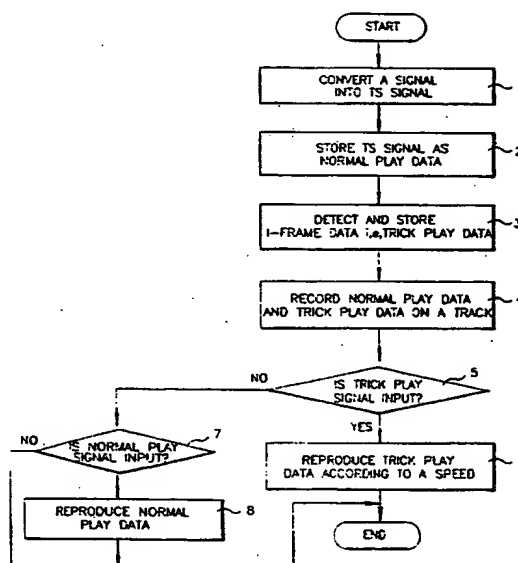 START
CONVERT A SIGNAL
INTO TS SIGNAL
STORE TS SIGNAL AS
NORMAL PLAY DATA
2
DETECT AND STORE
I-FRAME DATA i,e,TRICK PLAY DATA
3
RECORD NORMAL PLAY DATA
AND TRICK PLAY DATA ON A TRACK
IS TRICK PLAY
SIGNAL INPUT?
5
NO
YES
NO
IS NORMAL PLAY
SIGNAL INPUT?
7
REPRODUCE TRICK PLAY
DATA ACCORDING TO A SPEED
REPRODUCE NORMAL
PLAY DATA
8
END